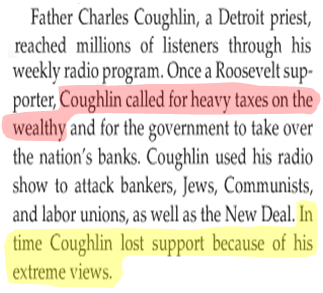 Father Charles Coughlin, a Detroit priest,
reached millions of listeners through his
weekly radio program. Once a Roosevelt sup-
porter, Coughlin called for heavy taxes on the
wealthy and for the government to take over
the nation's banks. Coughlin used his radio
show to attack bankers, Jews, Communists,
and labor unions, as well as the New Deal. In
time Coughlin lost support because of his
extreme views.